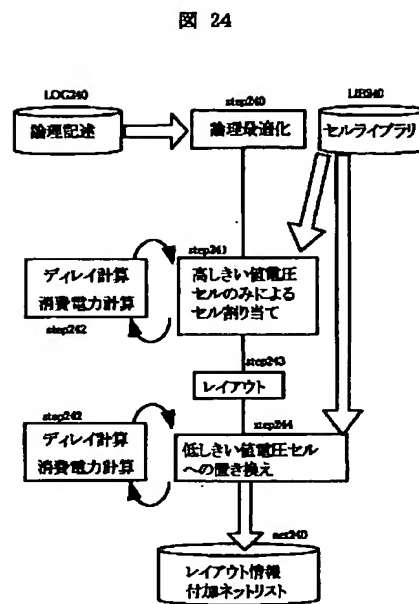 図 24
LOG240
論理記述
step240
論理最適化
LIB240
セルライブラリ
step241
高しきい値電圧
セルのみによる
セル割り当て
ディレイ計算
消費電力計算
step242
step243
レイアウト
step242
ディレイ計算
消費電力計算
step244
低しきい値電圧セル
への置き換え
net240
レイアウト情報
付加ネットリスト